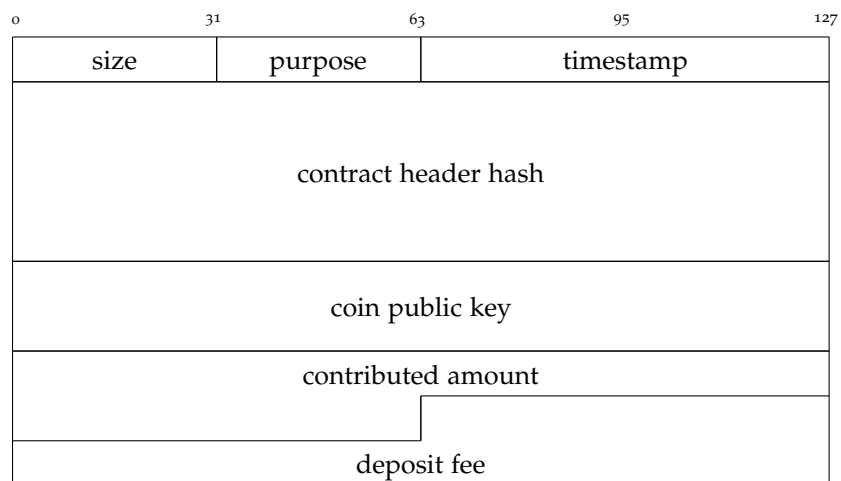 0 31 63 95 127
size purpose timestamp
contract header hash
coin public key
contributed amount
deposit fee